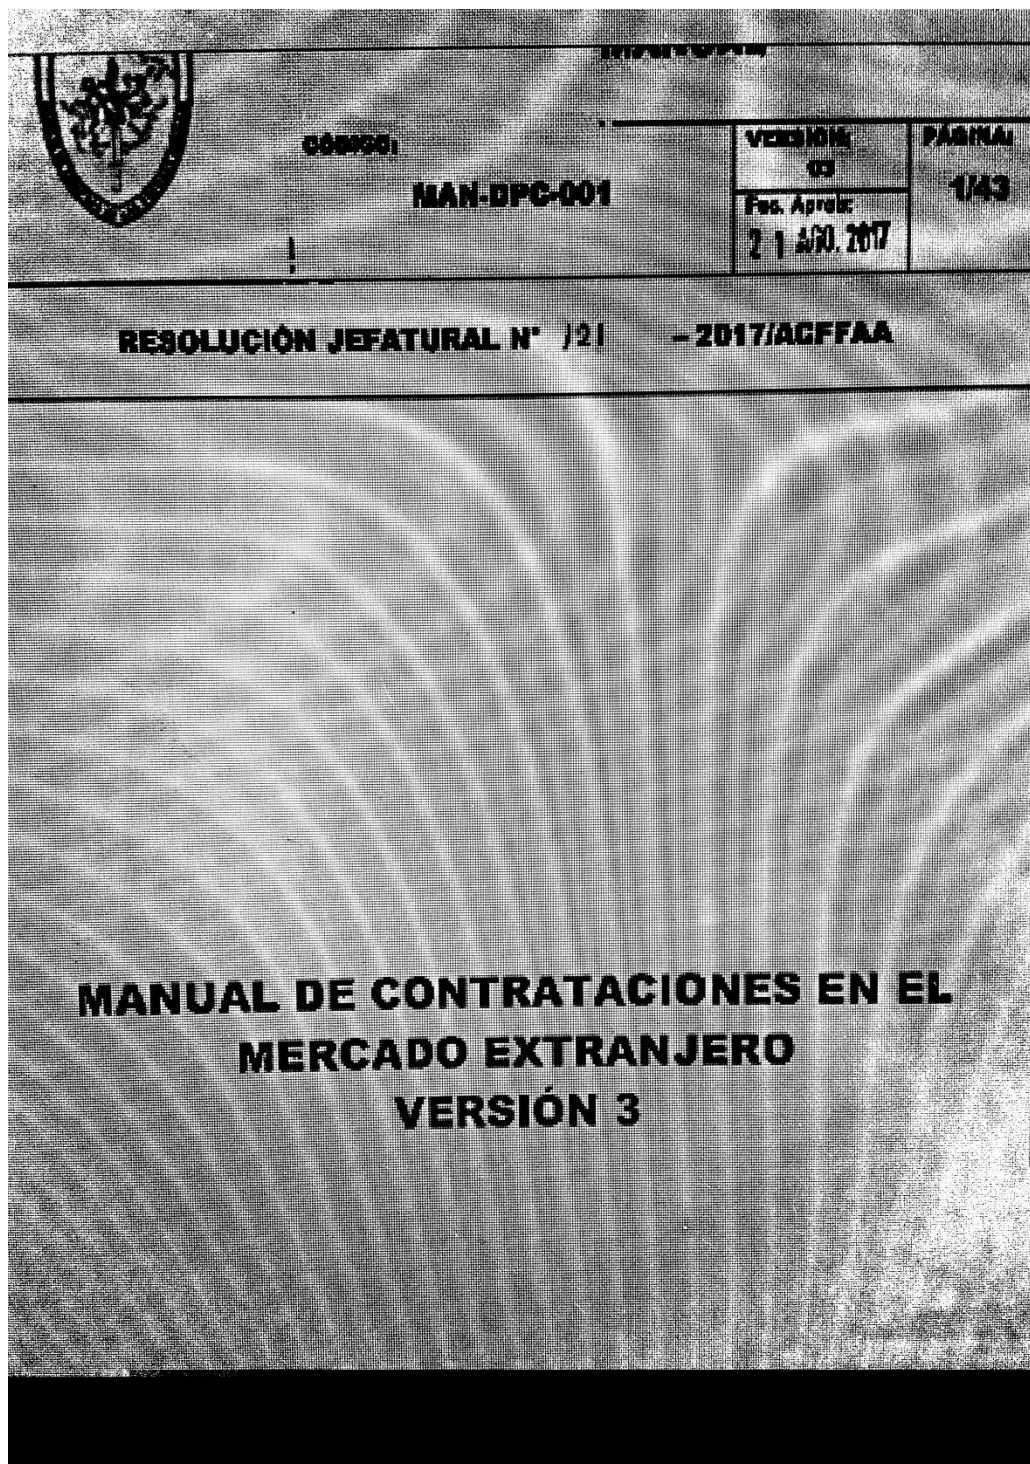 MANUAL
CÓDIGO:
MAN-DPC-001
VERSIÓN:
03
PÁGINA:
1/43
Fec. Aprob:
21 AGO. 2017
RESOLUCIÓN JEFATURAL N° 121 – 2017/ACFFAA
MANUAL DE CONTRATACIONES EN EL
MERCADO EXTRANJERO
VERSIÓN 3